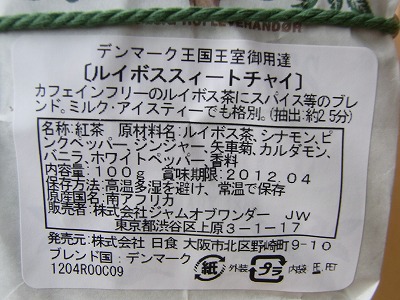 デンマーク王国王室御用達
[ルイボススィートチャイ]
カフェインフリーのルイボス茶にスパイス等のブレ
ンド。ミルク・アイスティーでも格別。(抽出:約2.5分)
名称:紅茶 原材料名:ルイボス茶、シナモン、ピ
ンクペッパー、ジンジャー、矢車菊、カルダモン、
バニラ、ホワイトペッパー、香料
内容量:100g 賞味期限:2012.04
保存方法:高温多湿を避け、常温で保存
原産国名:南アフリカ
販売者:株式会社ジャムオブワンダー JW
東京都渋谷区上原3-1-17
発売元:株式会社 日食 大阪市北区野崎町9-10
ブレンド国:デンマーク
1204R00C09
紙 外装 プラ 内袋 PE, PET